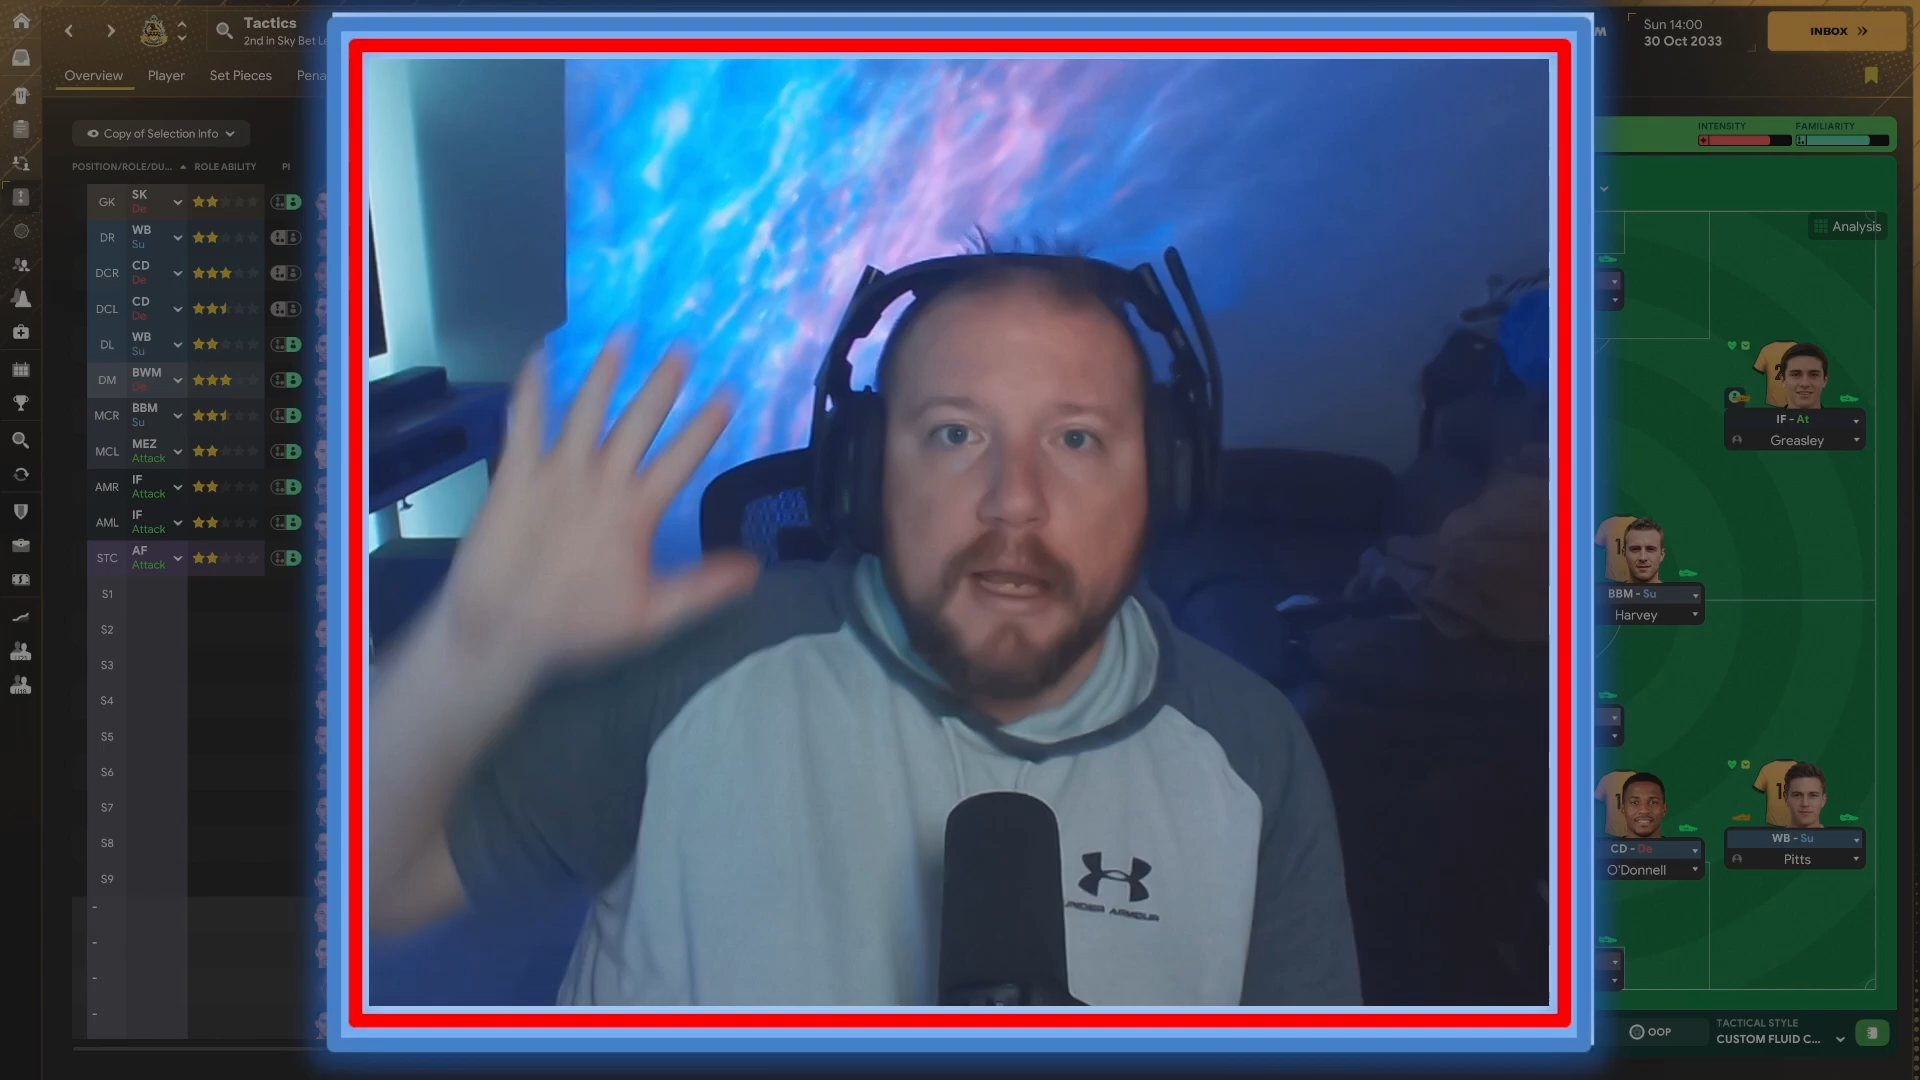 Tactics
2nd in Sky Bet Le
Sun 14:00
30 Oct 2033
INBOX
Overview Player Set Pieces Pena
Copy of Selection Info
POSITION/ROLE/DU... ROLE ABILITY PI
GK SK De
DR WB Su
DCR CD De
DCL CD De
DL WB Su
DM BWM De
MCR BBM Su
MCL MEZ Attack
AMR IF Attack
AML IF Attack
STC AF Attack
S1
S2
S3
S4
S5
S6
S7
S8
S9
-
-
-
-
INTENSITY FAMILIARITY
Analysis
IF - At
Greasley
BBM - Su
Harvey
CD - De
O'Donnell
WB - Su
Pitts
OOP
TACTICAL STYLE
CUSTOM FLUID C...
UNDER ARMOUR